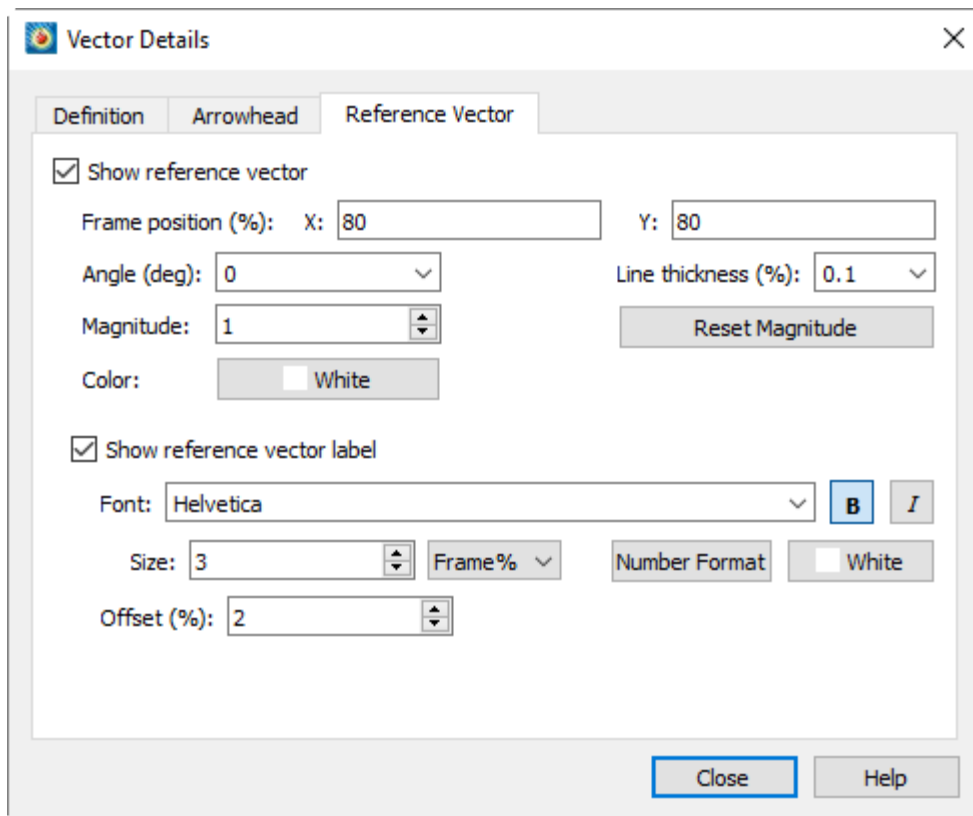 Vector Details
Definition Arrowhead Reference Vector
Show reference vector
Frame position (%): X: 80 Y: 80
Angle (deg): 0 Line thickness (%): 0.1
Magnitude: 1 Reset Magnitude
Color: White
Show reference vector label
Font: Helvetica B I
Size: 3 Frame% Number Format White
Offset (%): 2
Close Help